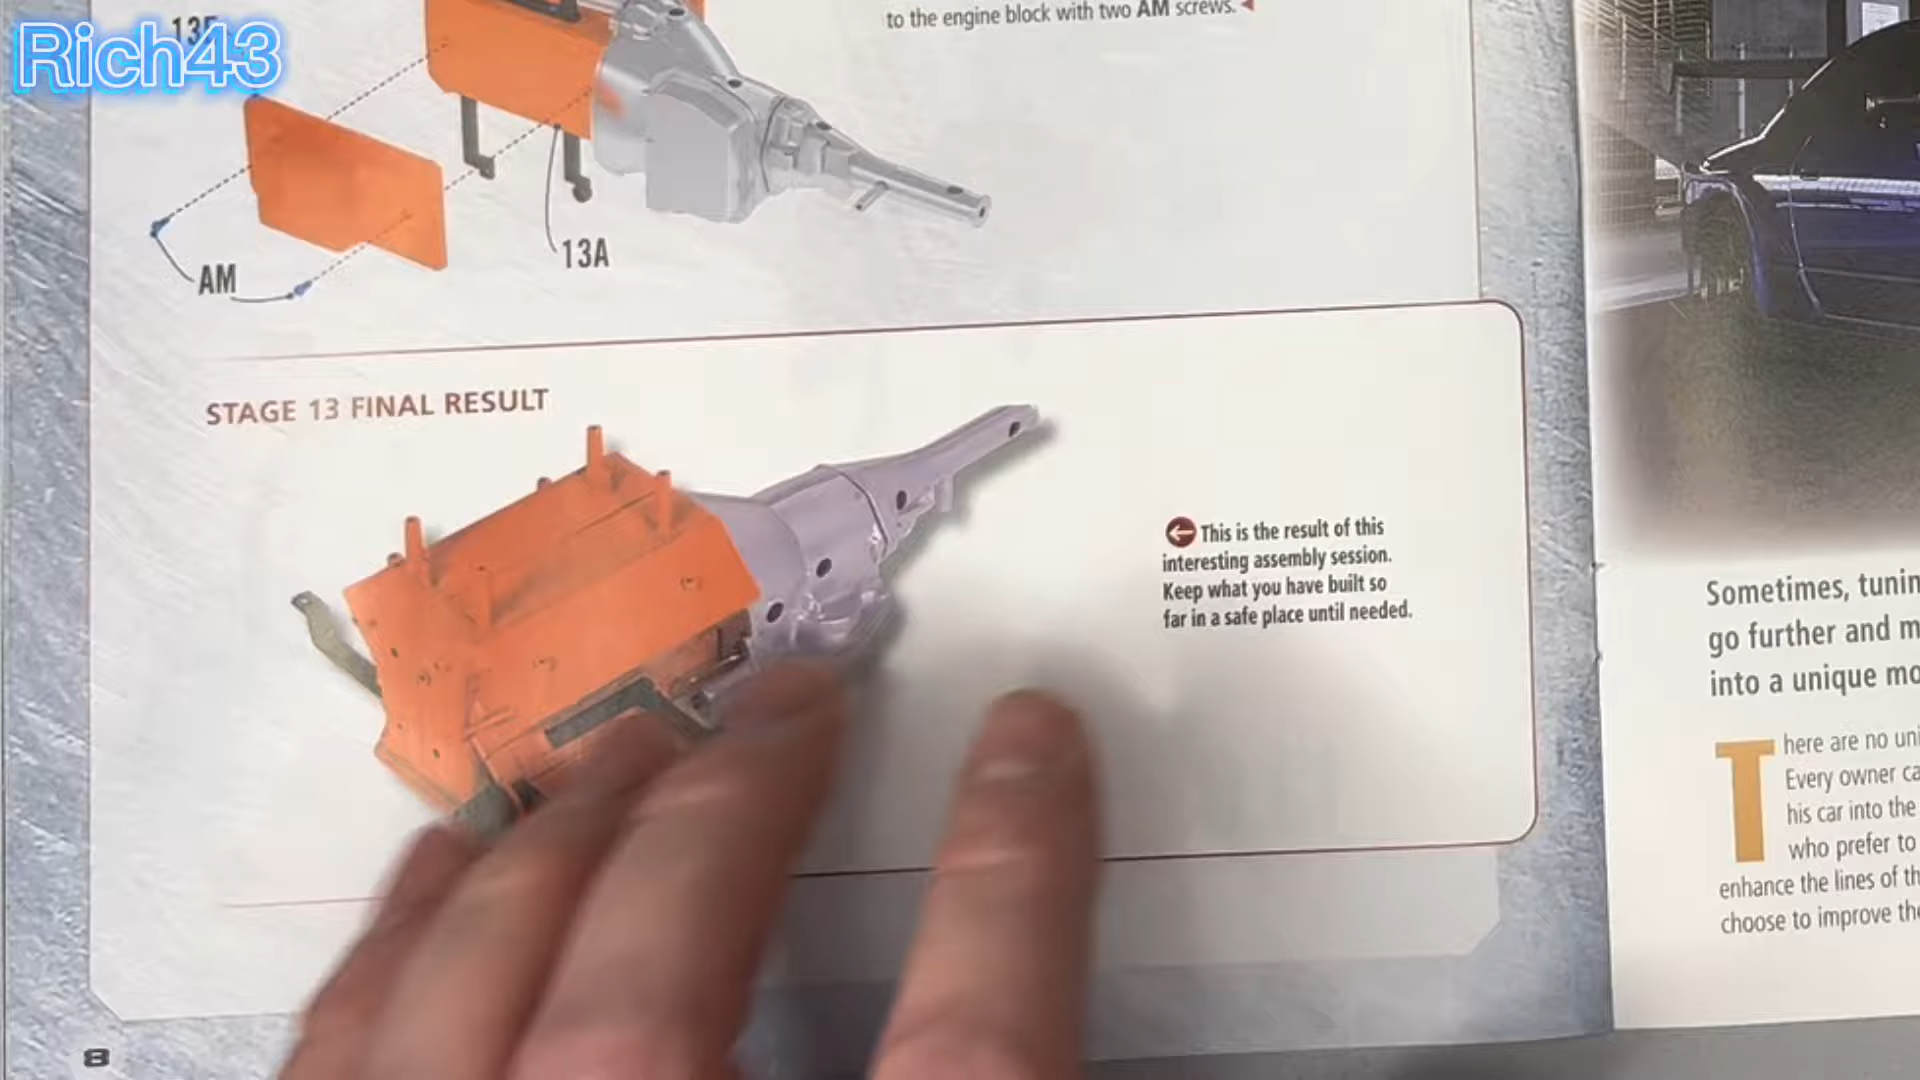 Rich43
to the engine block with two AM screws.
13A
AM
STAGE 13 FINAL RESULT
This is the result of this
interesting assembly session.
Keep what you have built so
far in a safe place until needed.
8
Sometimes, tunin
go further and m
into a unique mo
There are no uni
Every owner ca
his car into the
who prefer to
enhance the lines of th
choose to improve the